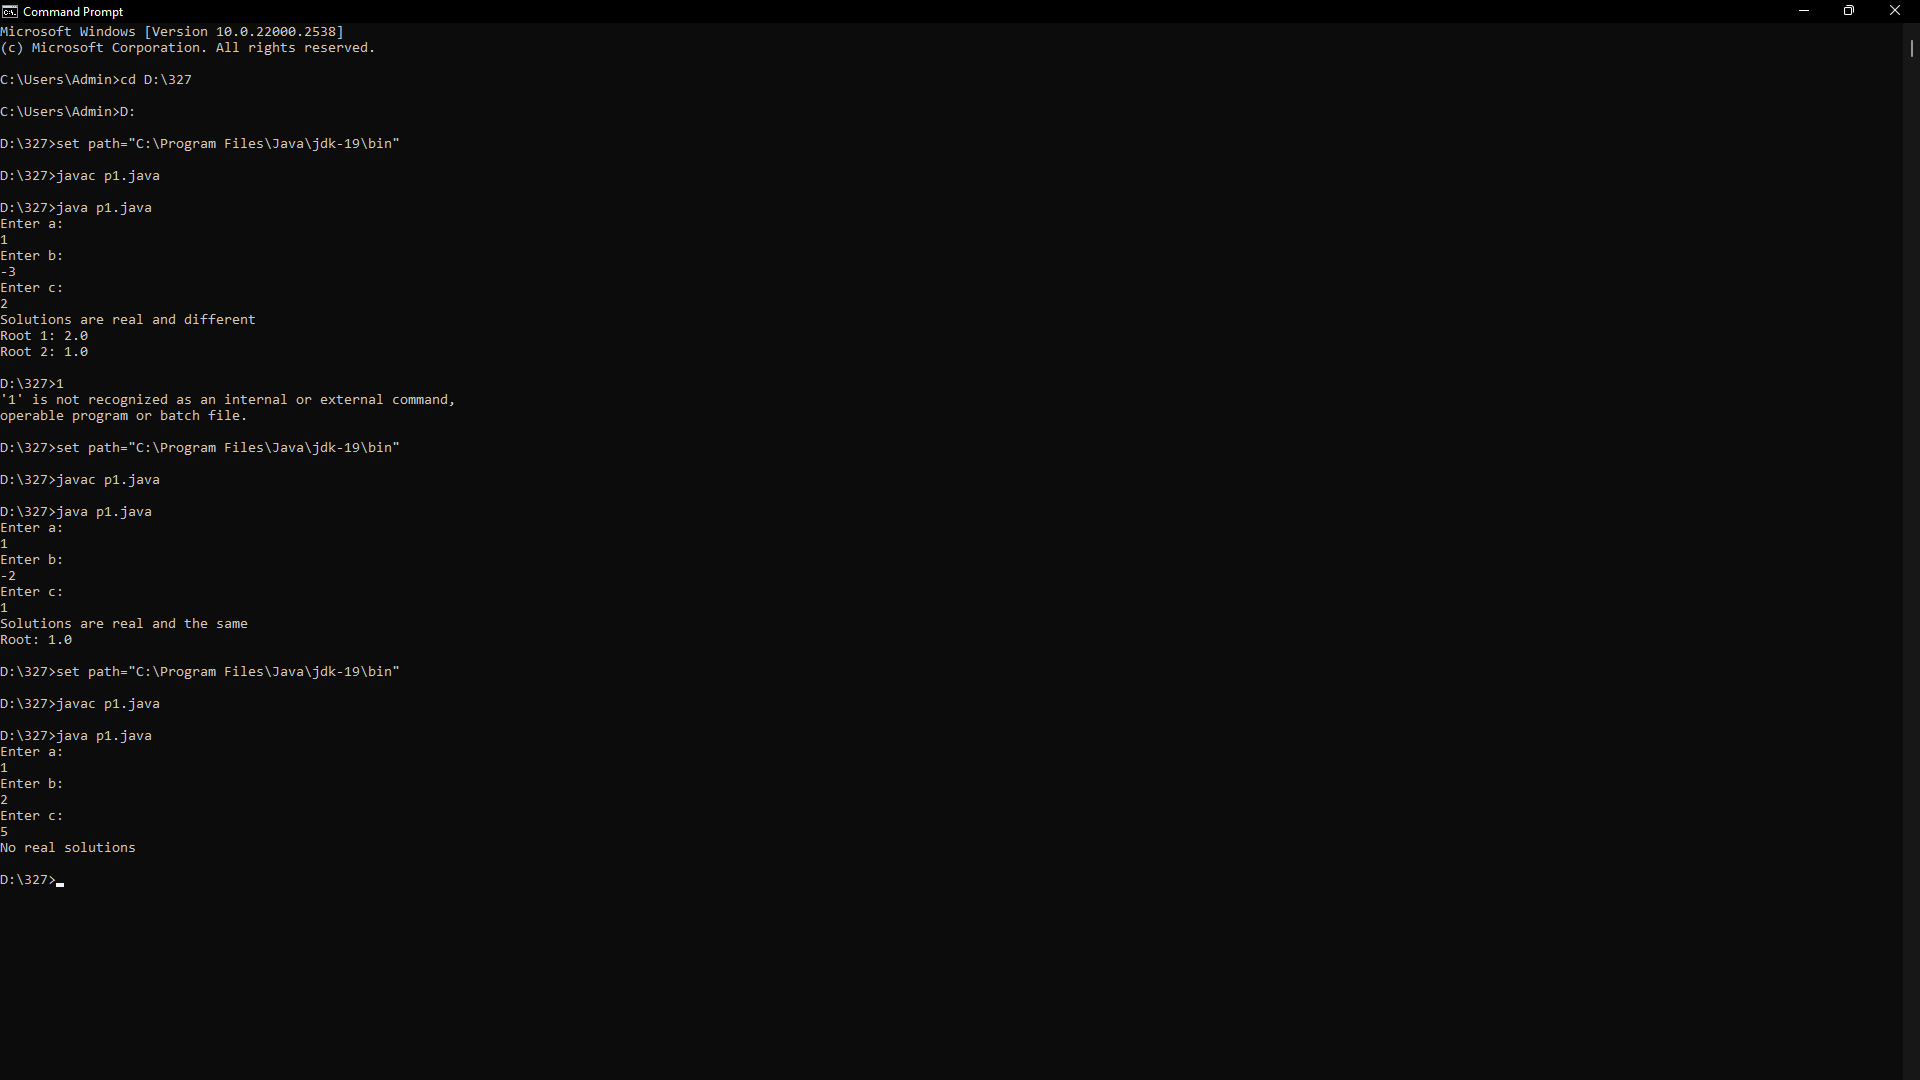 Command Prompt
Microsoft Windows [Version 10.0.22000.2538]
(c) Microsoft Corporation. All rights reserved.
C:\Users\Admin>cd D:\327
C:\Users\Admin>D:
D:\327>set path="C:\Program Files\Java\jdk-19\bin"
D:\327>javac p1.java
D:\327>java p1.java
Enter a:
1
Enter b:
-3
Enter c:
2
Solutions are real and different
Root 1: 2.0
Root 2: 1.0
D:\327>1
'1' is not recognized as an internal or external command,
operable program or batch file.
D:\327>set path="C:\Program Files\Java\jdk-19\bin"
D:\327>javac p1.java
D:\327>java p1.java
Enter a:
1
Enter b:
-2
Enter c:
1
Solutions are real and the same
Root: 1.0
D:\327>set path="C:\Program Files\Java\jdk-19\bin"
D:\327>javac p1.java
D:\327>java p1.java
Enter a:
1
Enter b:
2
Enter c:
5
No real solutions
D:\327>